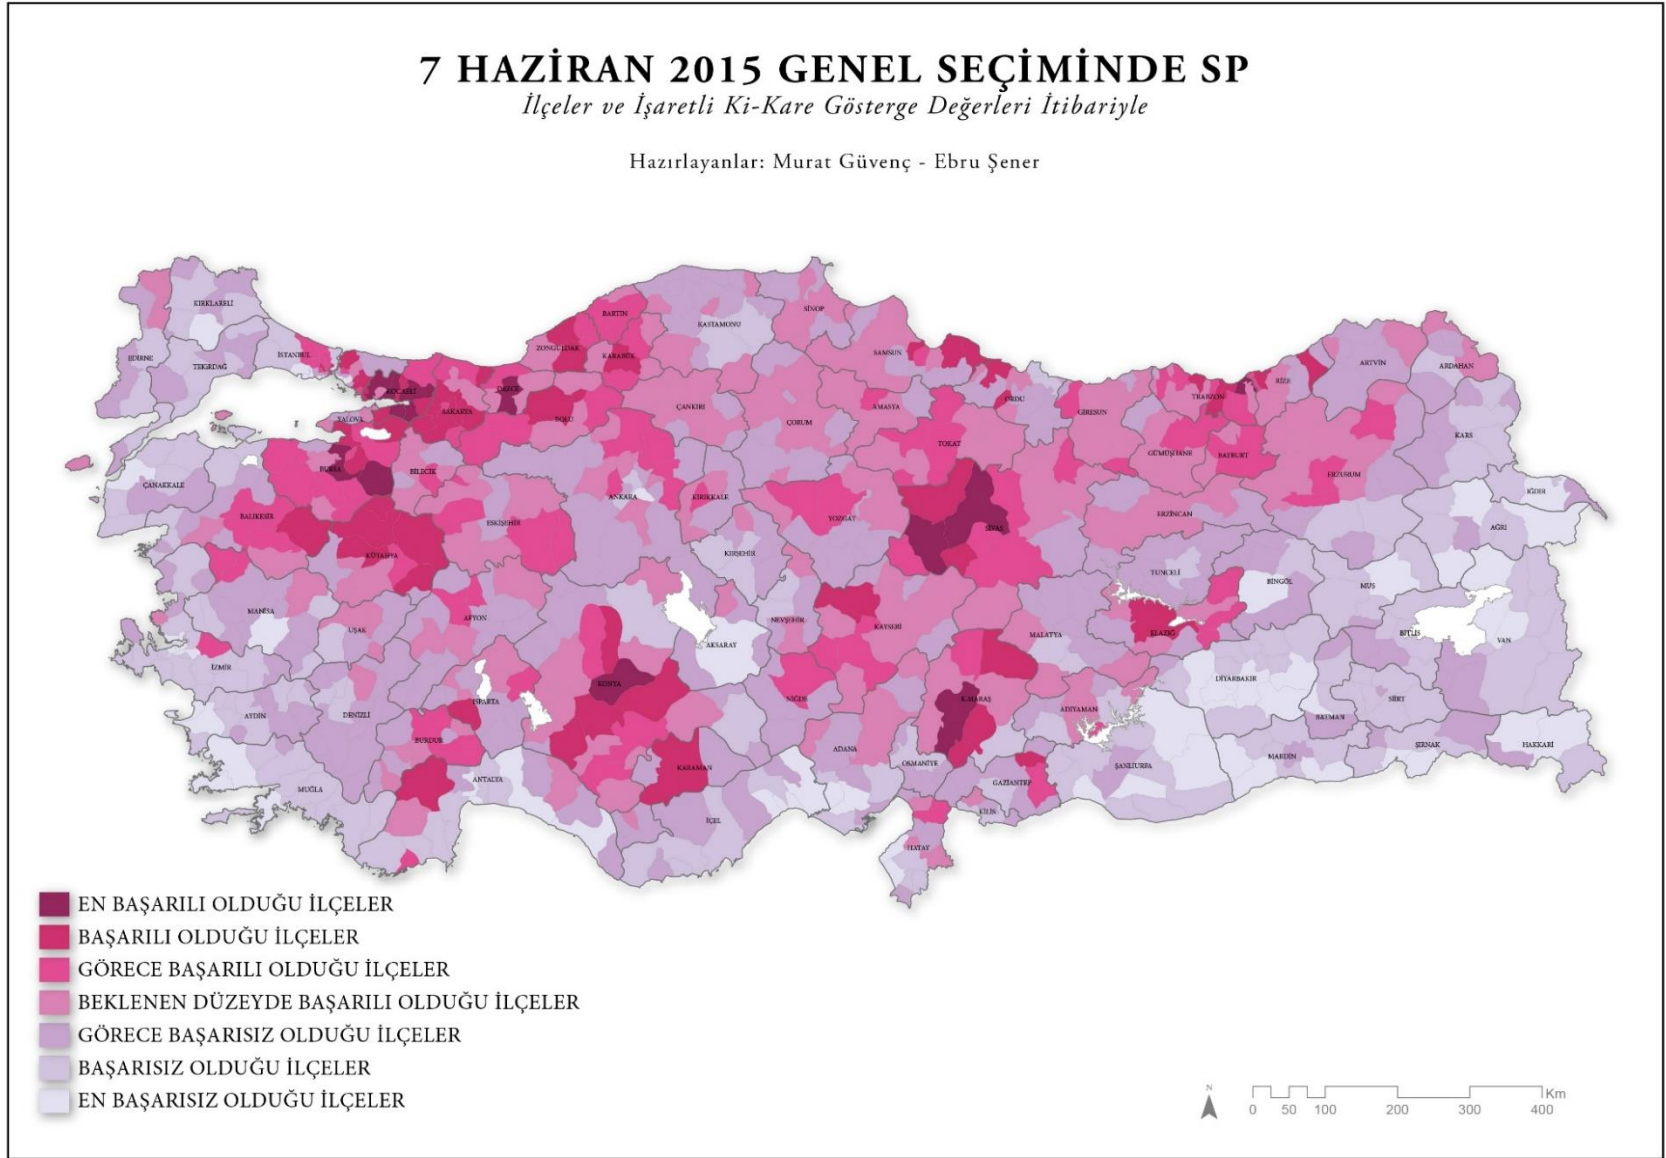 7 HAZİRAN 2015 GENEL SEÇİMİNDE SP
İlçeler ve İşaretli Ki-Kare Gösterge Değerleri İtibariyle
Hazırlayanlar: Murat Güvenç - Ebru Şener
KIRKLARELİ
EDİRNE
TEKİRDAĞ
İSTANBUL
KOCAELİ
YALOVA
SAKARYA
DÜZCE
BOLU
ZONGULDAK
BARTIN
KARABÜK
KASTAMONU
SİNOP
SAMSUN
ÇANKIRI
ÇORUM
AMASYA
TOKAT
ORDU
GİRESUN
TRABZON
RİZE
ARTVİN
ARDAHAN
KARS
GÜMÜŞHANE
BAYBURT
ERZURUM
IĞDIR
AĞRI
ÇANAKKALE
BALIKESİR
BURSA
BİLECİK
ESKİŞEHİR
KÜTAHYA
ANKARA
KIRIKKALE
KIRŞEHİR
YOZGAT
SİVAS
ERZİNCAN
TUNCELİ
BİNGÖL
MUŞ
BİTLİS
VAN
MANİSA
UŞAK
AFYON
İZMİR
AYDIN
DENİZLİ
ISPARTA
BURDUR
MUĞLA
ANTALYA
KONYA
AKSARAY
NEVŞEHİR
KAYSERİ
NİĞDE
KARAMAN
İÇEL
ADANA
OSMANİYE
K.MARAŞ
MALATYA
ELAZIĞ
ADIYAMAN
DİYARBAKIR
BATMAN
SİİRT
ŞIRNAK
HAKKARİ
MARDİN
ŞANLIURFA
GAZİANTEP
KİLİS
HATAY
EN BAŞARILI OLDUĞU İLÇELER
BAŞARILI OLDUĞU İLÇELER
GÖRECE BAŞARILI OLDUĞU İLÇELER
BEKLENEN DÜZEYDE BAŞARILI OLDUĞU İLÇELER
GÖRECE BAŞARISIZ OLDUĞU İLÇELER
BAŞARISIZ OLDUĞU İLÇELER
EN BAŞARISIZ OLDUĞU İLÇELER
N
Km
0 50 100 200 300 400